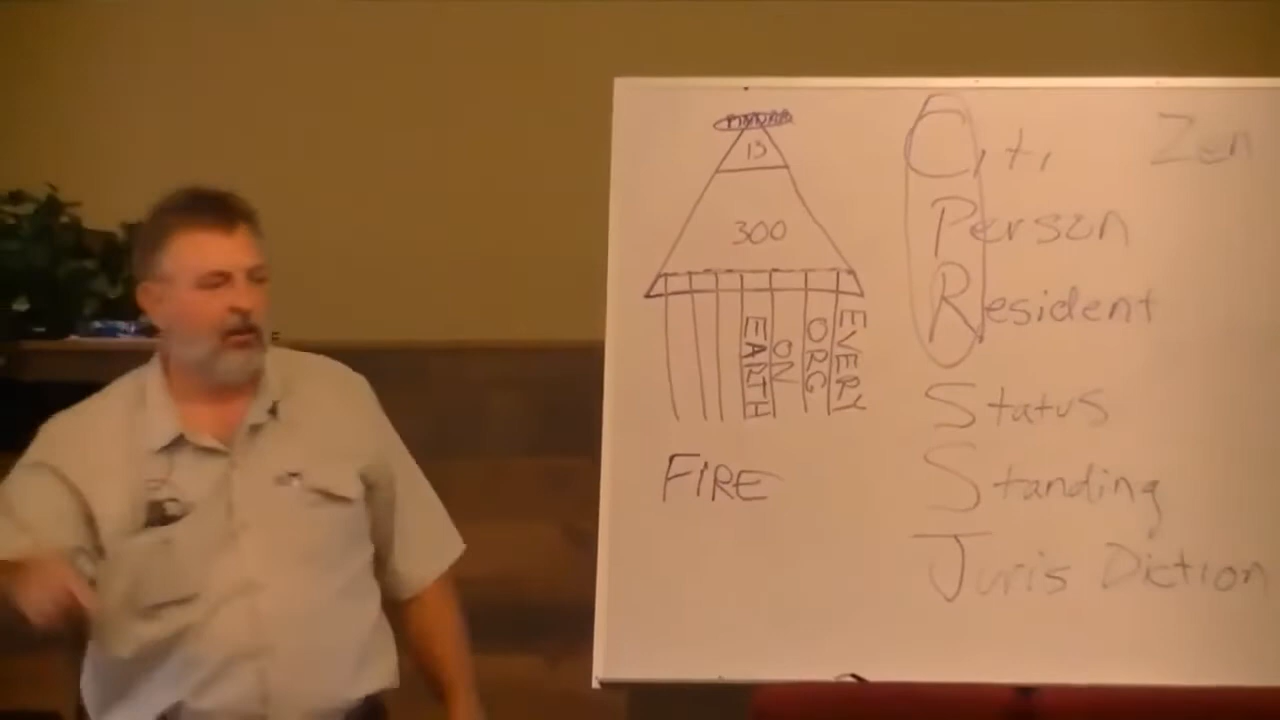 13
300
EVERY
ORG
ON
EARTH
FIRE
Citi Zen
Person
Resident
Status
Standing
Juris Diction